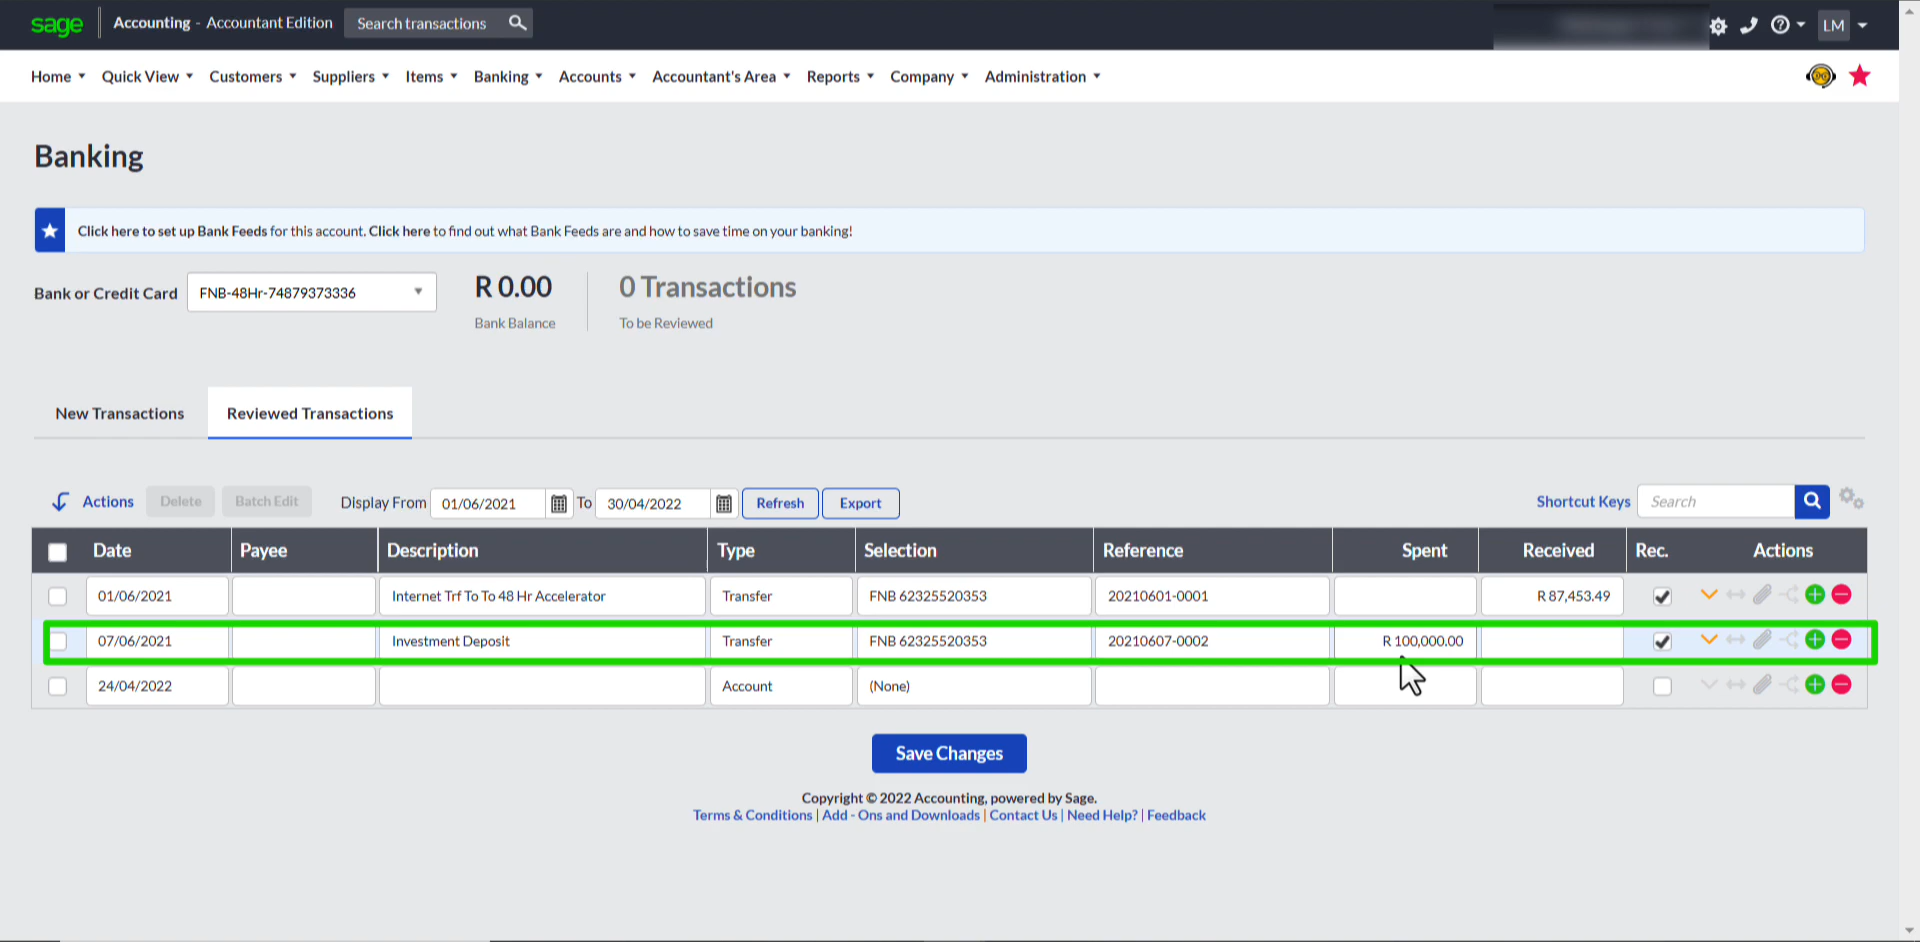 sage Accounting - Accountant Edition Search transactions LM
Home Quick View Customers Suppliers Items Banking Accounts Accountant's Area Reports Company Administration
Banking
Click here to set up Bank Feeds for this account. Click here to find out what Bank Feeds are and how to save time on your banking!
Bank or Credit Card FNB-48Hr-74879373336 R 0.00 0 Transactions
Bank Balance To be Reviewed
New Transactions Reviewed Transactions
Actions Delete Batch Edit Display From 01/06/2021 To 30/04/2022 Refresh Export Shortcut Keys Search
Date Payee Description Type Selection Reference Spent Received Rec. Actions
01/06/2021 Internet Trf To To 48 Hr Accelerator Transfer FNB 62325520353 20210601-0001 R 87,453.49
07/06/2021 Investment Deposit Transfer FNB 62325520353 20210607-0002 R 100,000.00
24/04/2022 Account (None)
Save Changes
Copyright © 2022 Accounting, powered by Sage.
Terms & Conditions | Add - Ons and Downloads | Contact Us | Need Help? | Feedback